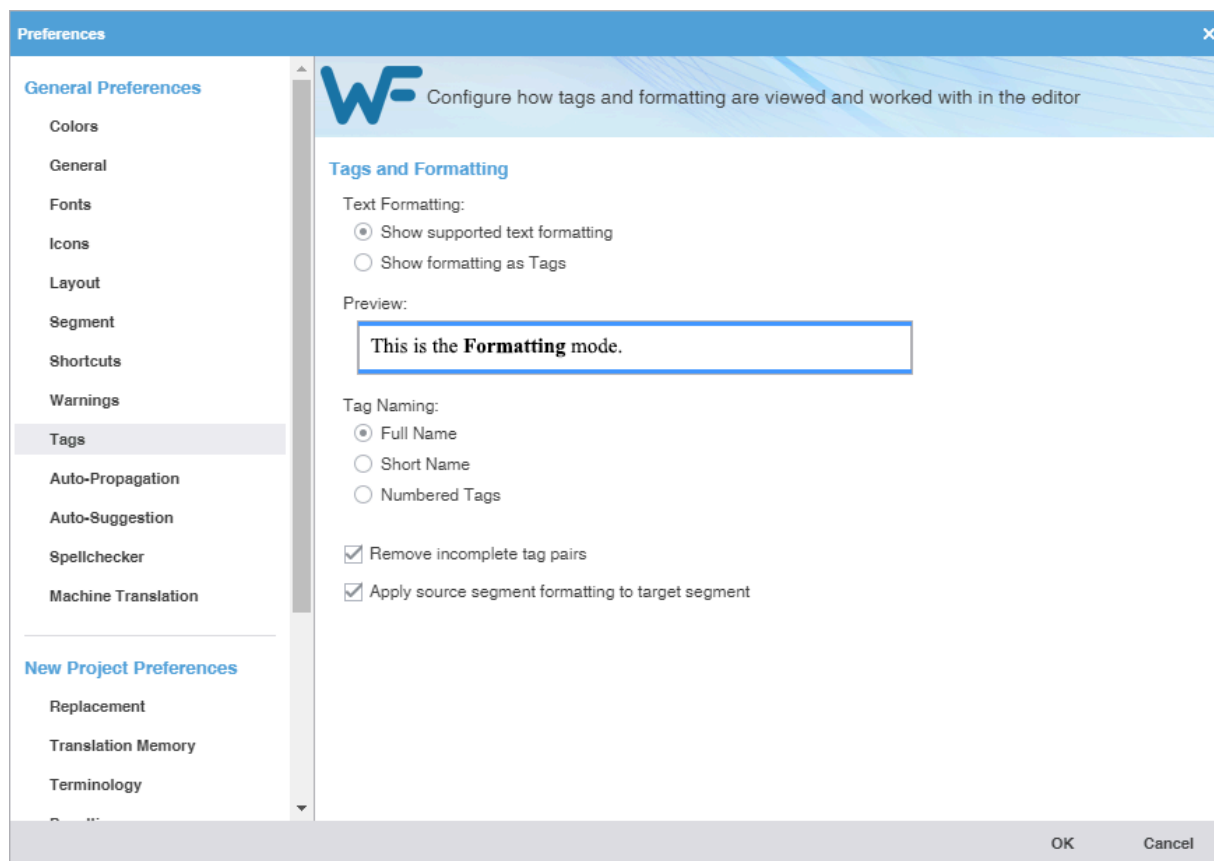 Preferences
General Preferences
Colors
General
Fonts
Icons
Layout
Segment
Shortcuts
Warnings
Tags
Auto-Propagation
Auto-Suggestion
Spellchecker
Machine Translation
New Project Preferences
Replacement
Translation Memory
Terminology
WF
Configure how tags and formatting are viewed and worked with in the editor
Tags and Formatting
Text Formatting:
Show supported text formatting
Show formatting as Tags
Preview:
This is the Formatting mode.
Tag Naming:
Full Name
Short Name
Numbered Tags
Remove incomplete tag pairs
Apply source segment formatting to target segment
OK
Cancel